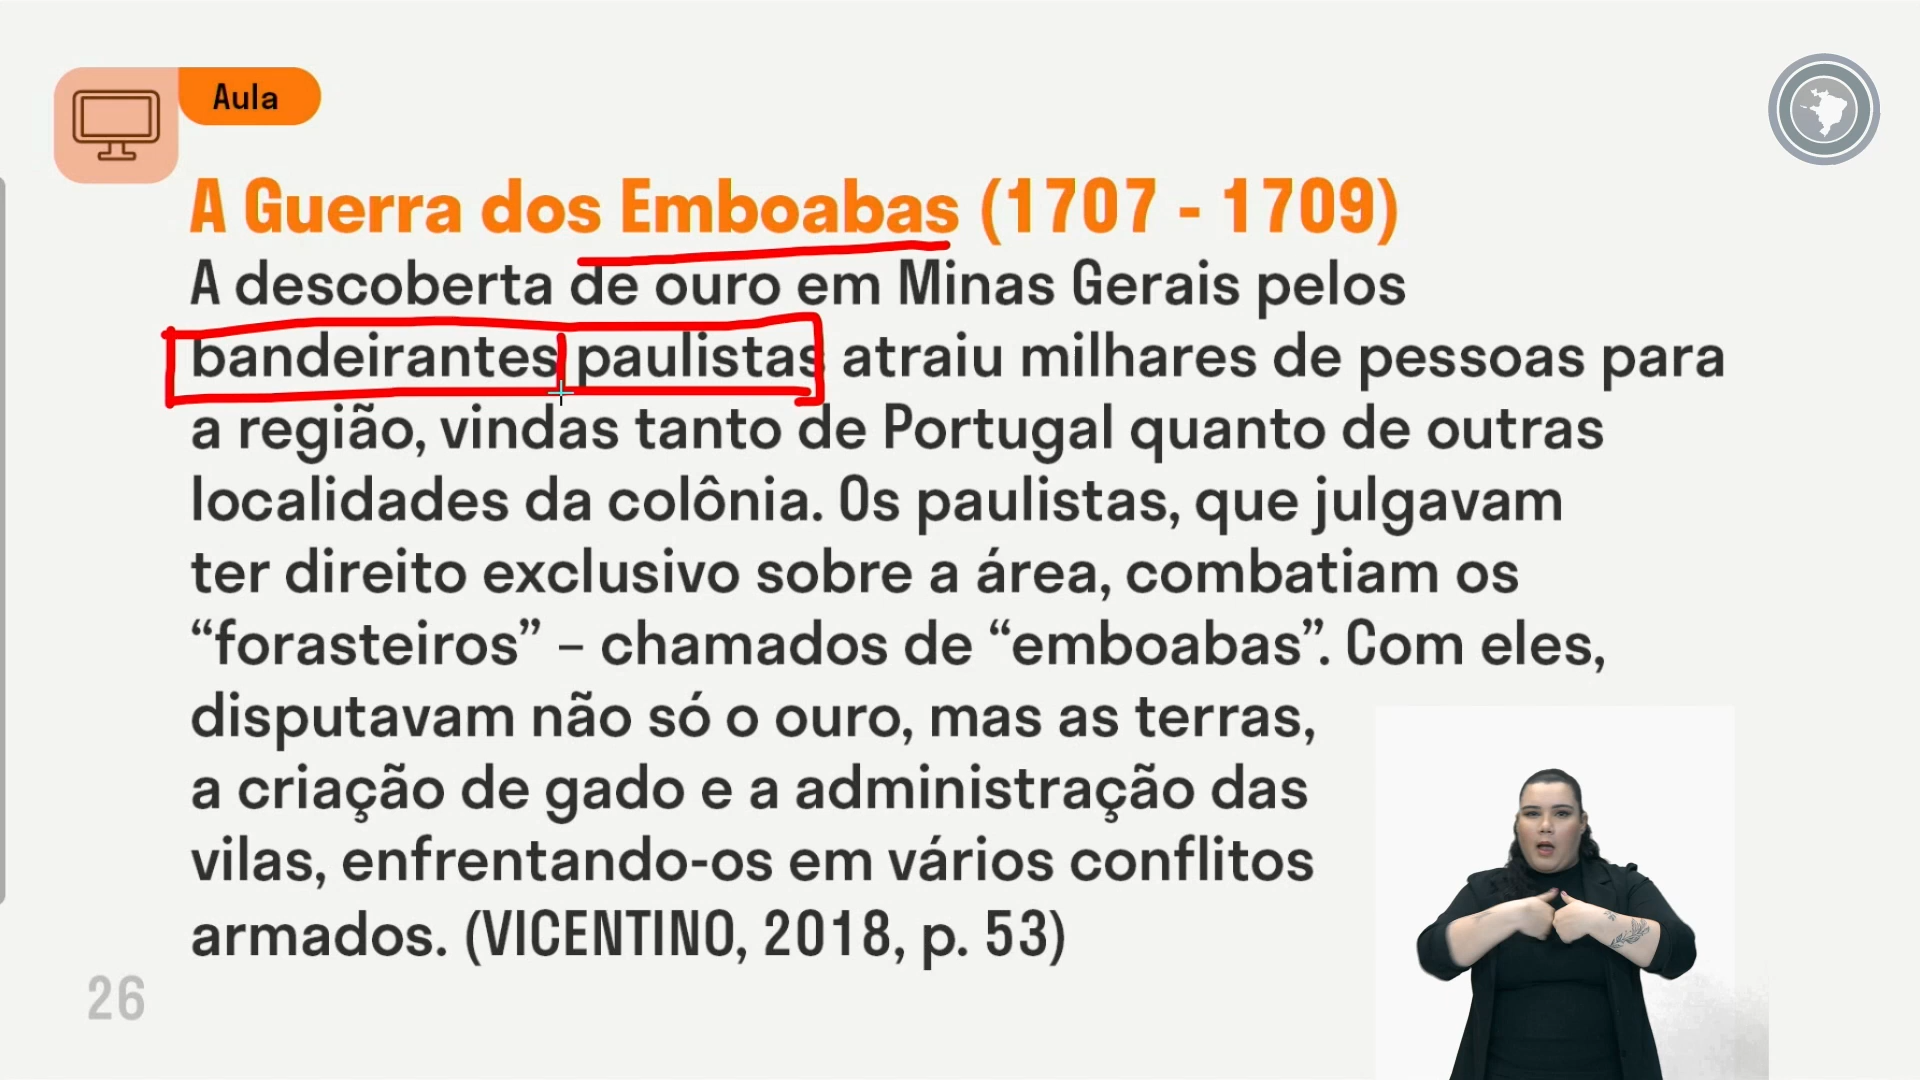 Aula
A Guerra dos Emboabas (1707 - 1709)
A descoberta de ouro em Minas Gerais pelos
bandeirantes paulistas atraiu milhares de pessoas para
a região, vindas tanto de Portugal quanto de outras
localidades da colônia. Os paulistas, que julgavam
ter direito exclusivo sobre a área, combatiam os
“forasteiros” – chamados de “emboabas”. Com eles,
disputavam não só o ouro, mas as terras,
a criação de gado e a administração das
vilas, enfrentando-os em vários conflitos
armados. (VICENTINO, 2018, p. 53)
26